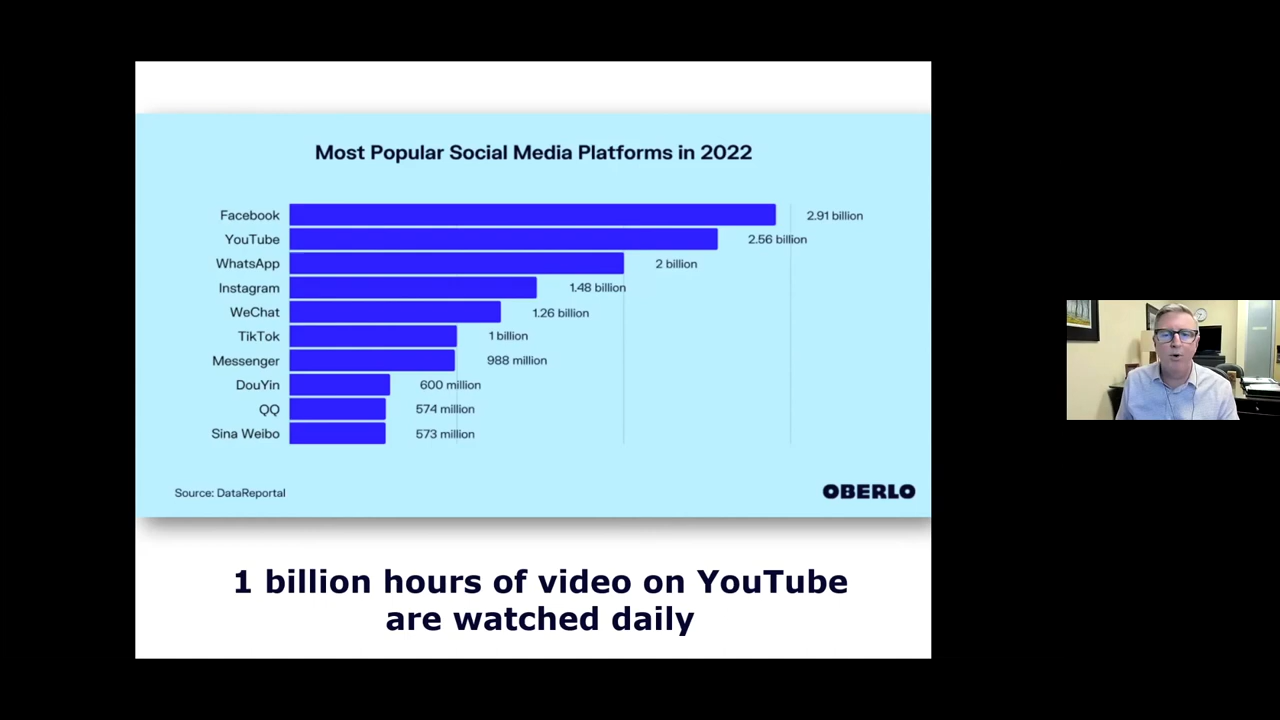 Most Popular Social Media Platforms in 2022
Facebook 2.91 billion
YouTube 2.56 billion
WhatsApp 2 billion
Instagram 1.48 billion
WeChat 1.26 billion
TikTok 1 billion
Messenger 988 million
DouYin 600 million
QQ 574 million
Sina Weibo 573 million
Source: DataReportal
OBERLO
1 billion hours of video on YouTube
are watched daily